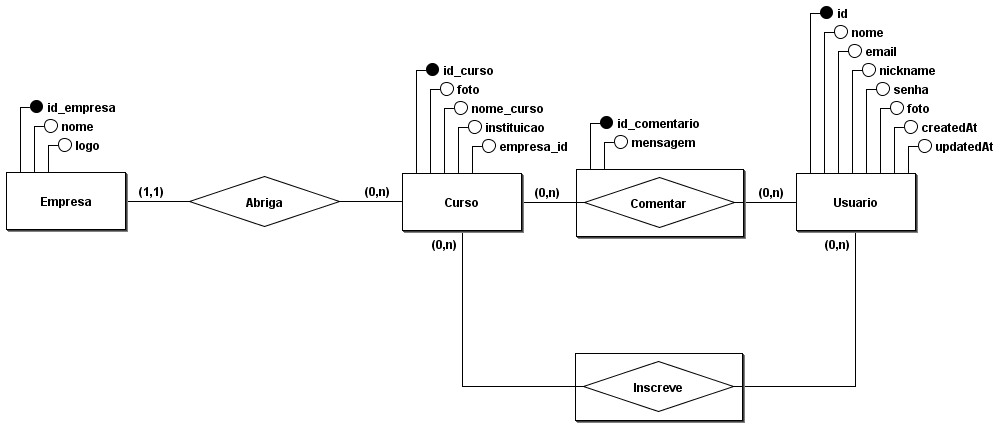 id
nome
email
nickname
senha
foto
createdAt
updatedAt
id_curso
foto
nome_curso
instituicao
empresa_id
id_empresa
nome
logo
id_comentario
mensagem
Empresa
(1,1)
Abriga
(0,n)
Curso
(0,n)
Comentar
(0,n)
Usuario
(0,n)
(0,n)
Inscreve